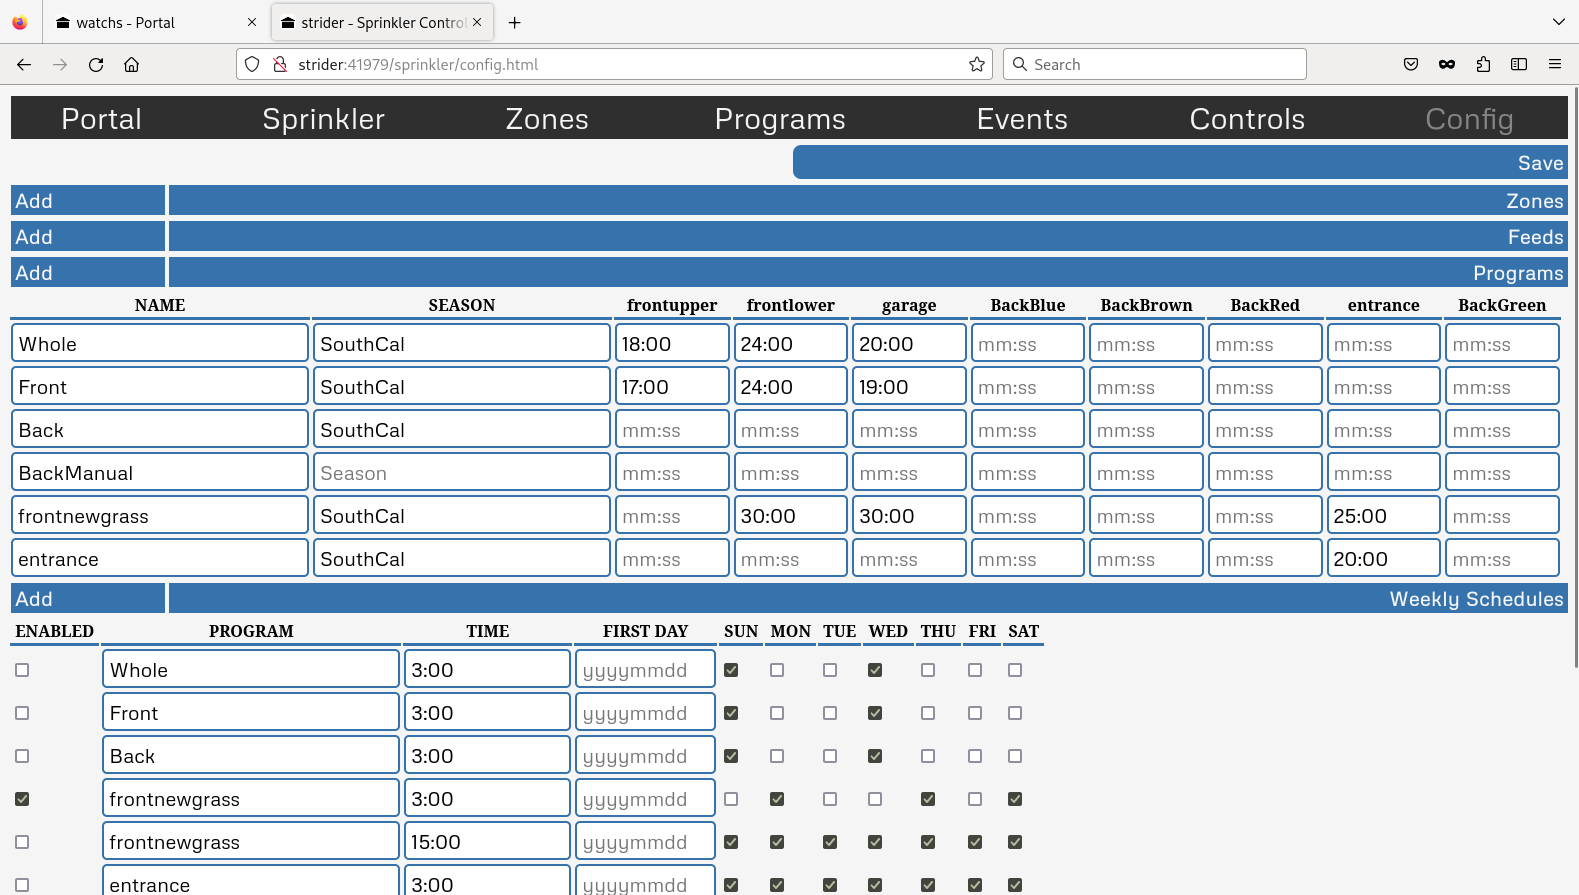 watchs - Portal strider - Sprinkler Contro
strider:41979/sprinkler/config.html Search
Portal Sprinkler Zones Programs Events Controls Config
Save
Add Zones
Add Feeds
Add Programs
NAME SEASON frontupper frontlower garage BackBlue BackBrown BackRed entrance BackGreen
Whole SouthCal 18:00 24:00 20:00 mm:ss mm:ss mm:ss mm:ss mm:ss
Front SouthCal 17:00 24:00 19:00 mm:ss mm:ss mm:ss mm:ss mm:ss
Back SouthCal mm:ss mm:ss mm:ss mm:ss mm:ss mm:ss mm:ss mm:ss
BackManual Season mm:ss mm:ss mm:ss mm:ss mm:ss mm:ss mm:ss mm:ss
frontnewgrass SouthCal mm:ss 30:00 30:00 mm:ss mm:ss mm:ss 25:00 mm:ss
entrance SouthCal mm:ss mm:ss mm:ss mm:ss mm:ss mm:ss 20:00 mm:ss
Add Weekly Schedules
ENABLED PROGRAM TIME FIRST DAY SUN MON TUE WED THU FRI SAT
Whole 3:00 yyyymmdd
Front 3:00 yyyymmdd
Back 3:00 yyyymmdd
frontnewgrass 3:00 yyyymmdd
frontnewgrass 15:00 yyyymmdd
entrance 3:00 yyyymmdd